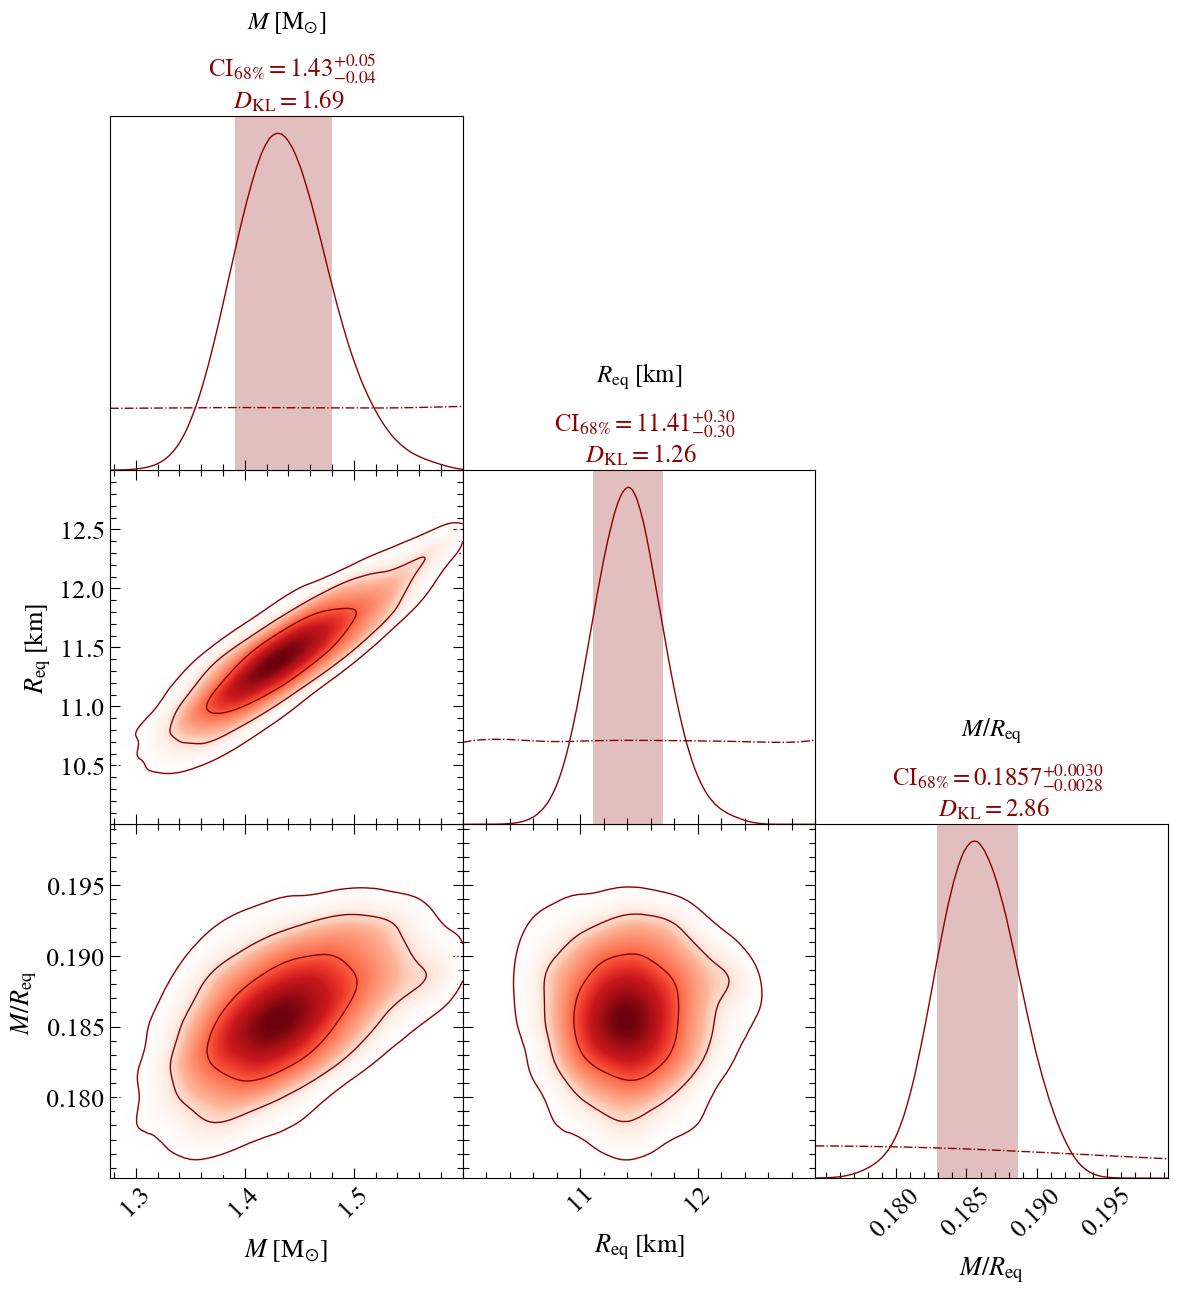 M [M⊙]
CI68% = 1.43+0.05−0.04
DKL = 1.69
Req [km]
CI68% = 11.41+0.30−0.30
DKL = 1.26
12.5
12.0
11.5
11.0
10.5
Req [km]
M/Req
CI68% = 0.1857+0.0030−0.0028
DKL = 2.86
0.195
0.190
0.185
0.180
M/Req
1.3 1.4 1.5
11 12
0.180 0.185 0.190 0.195
M [M⊙]
Req [km]
M/Req